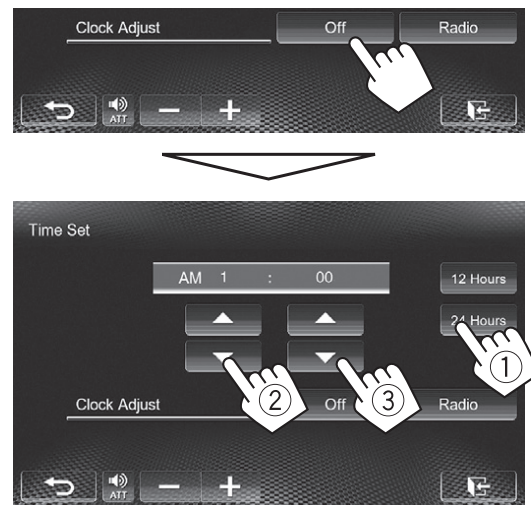 Clock Adjust Off Radio
ATT
Time Set
AM 1 : 00
12 Hours
24 Hours
①
② ③
Clock Adjust Off Radio
ATT